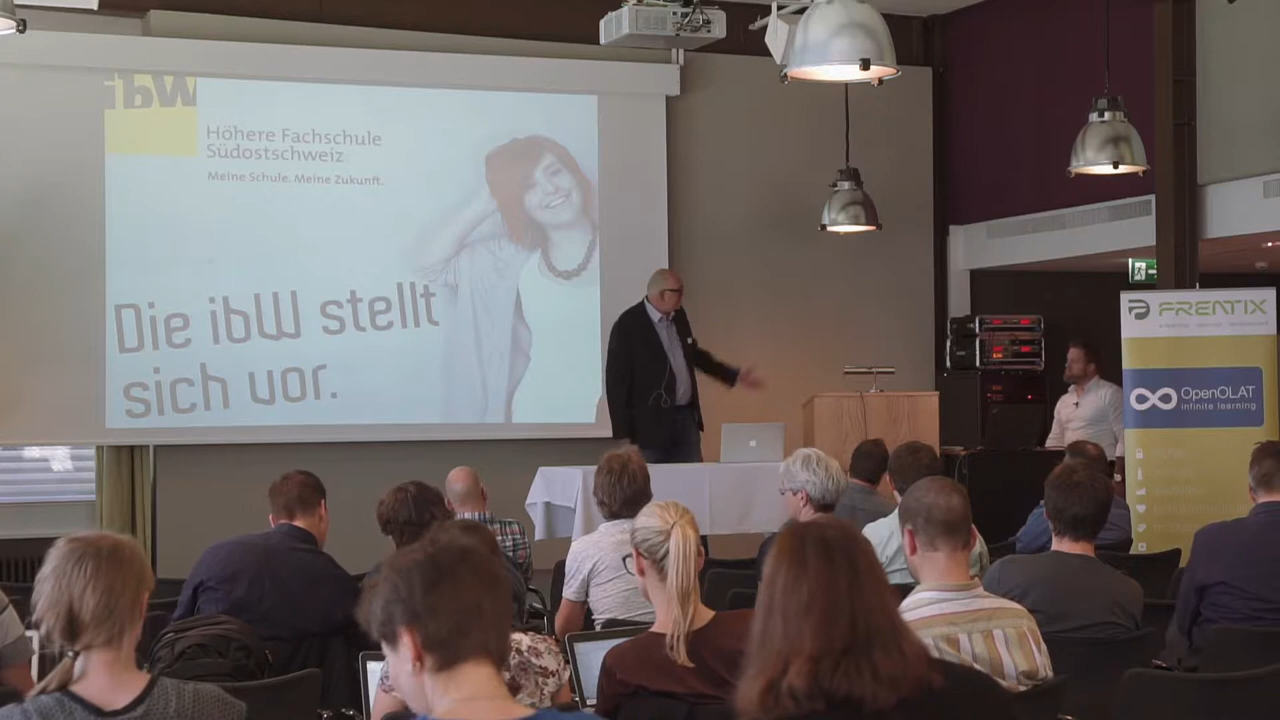 ibW
Höhere Fachschule
Südostschweiz
Meine Schule. Meine Zukunft.
Die ibW stellt
sich vor.
FRENTIX
OpenOLAT
infinite learning